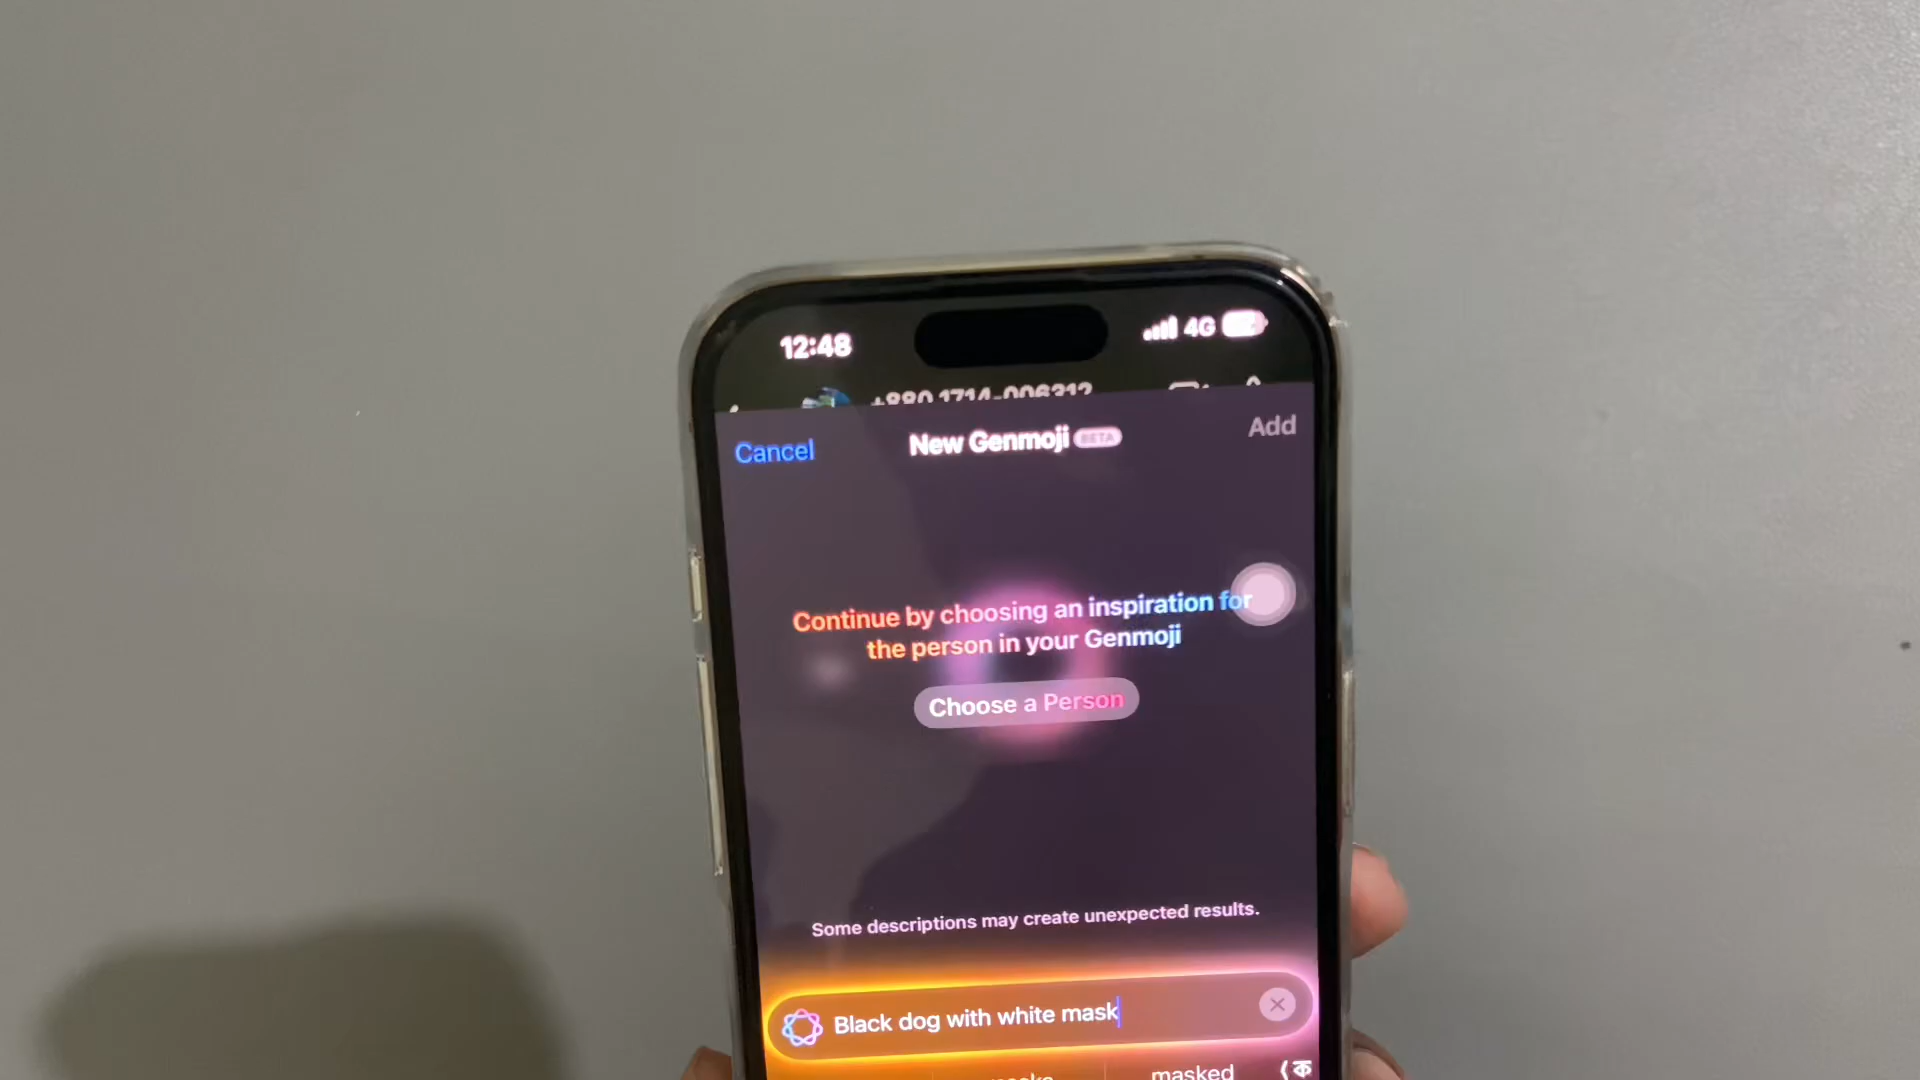 12:48 4G
+880 1714-006312
Cancel New Genmoji BETA Add
Continue by choosing an inspiration for
the person in your Genmoji
Choose a Person
Some descriptions may create unexpected results.
Black dog with white mask
masked